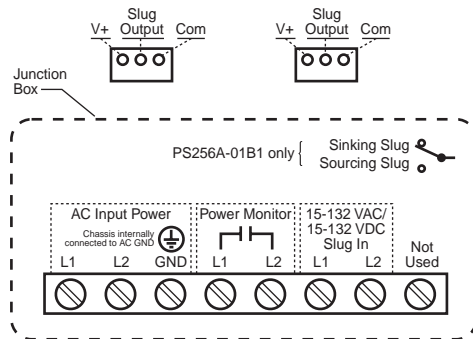 Slug
V+ Output Com
Slug
V+ Output Com
Junction
Box
PS256A-01B1 only
Sinking Slug
Sourcing Slug
AC Input Power
Chassis internally
connected to AC GND
L1 L2 GND
Power Monitor
L1 L2
15-132 VAC/
15-132 VDC
Slug In
L1 L2
Not
Used